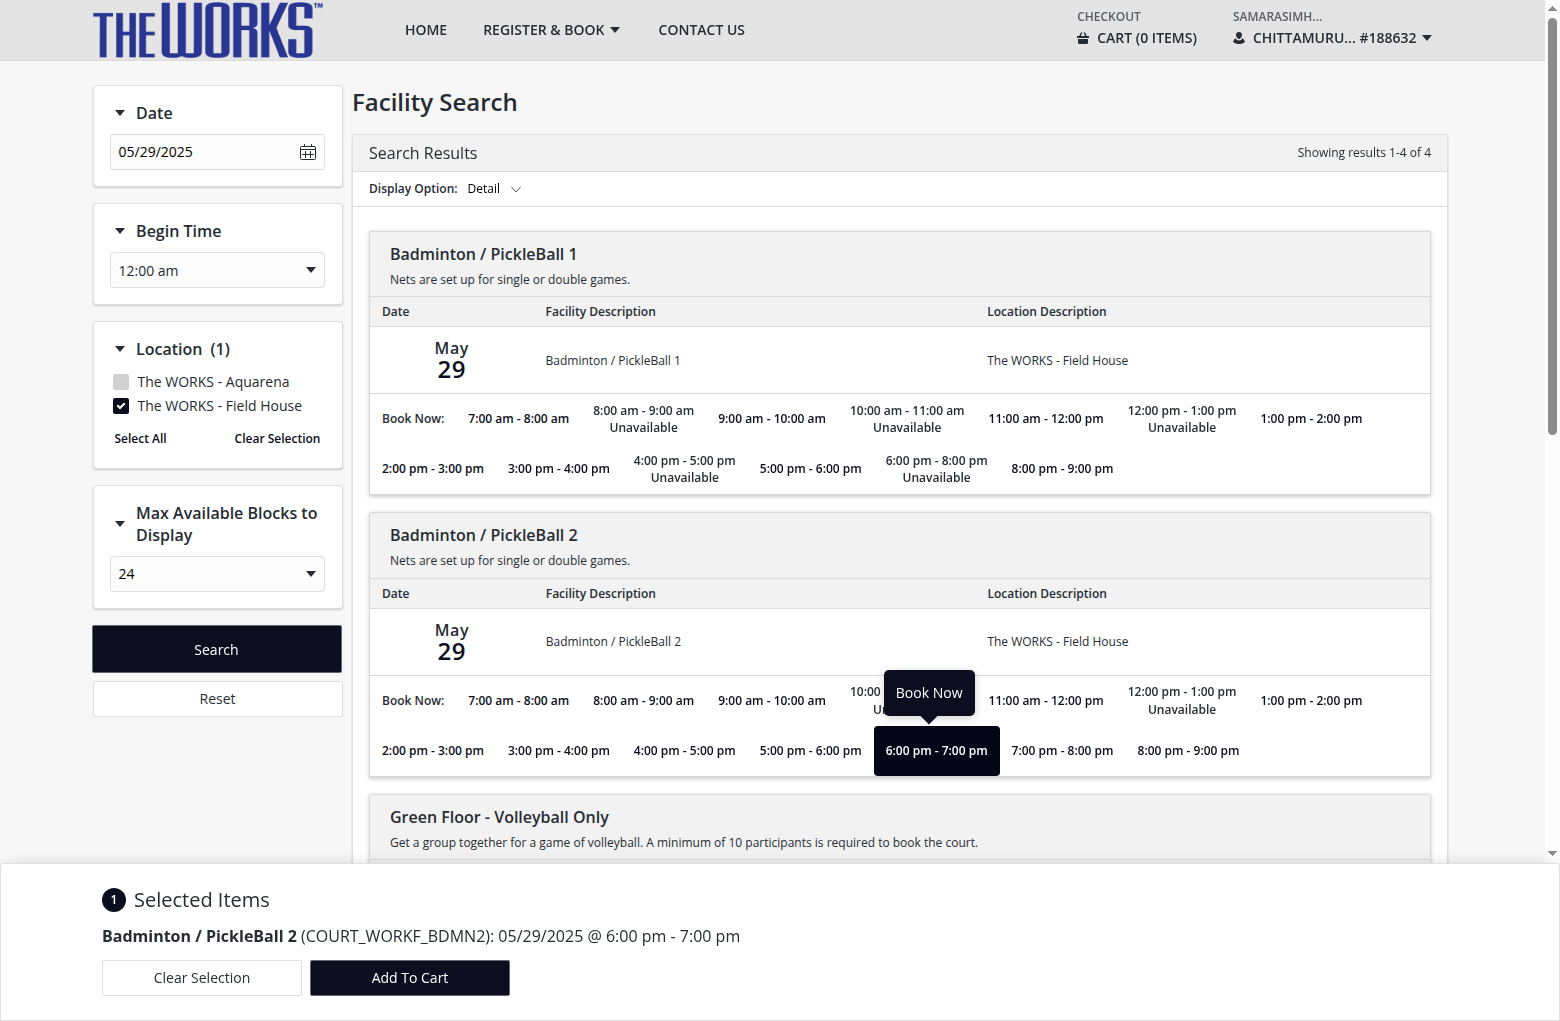 THE WORKS™
HOME
REGISTER & BOOK
CONTACT US
CHECKOUT
CART (0 ITEMS)
SAMARASIMH...
CHITTAMURU... #188632
Date
05/29/2025
Begin Time
12:00 am
Location (1)
The WORKS - Aquarena
The WORKS - Field House
Select All Clear Selection
Max Available Blocks to
Display
24
Search
Reset
Facility Search
Search Results Showing results 1-4 of 4
Display Option: Detail
Badminton / PickleBall 1
Nets are set up for single or double games.
Date Facility Description Location Description
May
29
Badminton / PickleBall 1 The WORKS - Field House
Book Now: 7:00 am - 8:00 am 8:00 am - 9:00 am Unavailable 9:00 am - 10:00 am 10:00 am - 11:00 am Unavailable 11:00 am - 12:00 pm 12:00 pm - 1:00 pm Unavailable 1:00 pm - 2:00 pm
2:00 pm - 3:00 pm 3:00 pm - 4:00 pm 4:00 pm - 5:00 pm Unavailable 5:00 pm - 6:00 pm 6:00 pm - 8:00 pm Unavailable 8:00 pm - 9:00 pm
Badminton / PickleBall 2
Nets are set up for single or double games.
Date Facility Description Location Description
May
29
Badminton / PickleBall 2 The WORKS - Field House
Book Now: 7:00 am - 8:00 am 8:00 am - 9:00 am 9:00 am - 10:00 am 10:00 Book Now 11:00 am - 12:00 pm 12:00 pm - 1:00 pm Unavailable 1:00 pm - 2:00 pm
2:00 pm - 3:00 pm 3:00 pm - 4:00 pm 4:00 pm - 5:00 pm 5:00 pm - 6:00 pm 6:00 pm - 7:00 pm 7:00 pm - 8:00 pm 8:00 pm - 9:00 pm
Green Floor - Volleyball Only
Get a group together for a game of volleyball. A minimum of 10 participants is required to book the court.
1 Selected Items
Badminton / PickleBall 2 (COURT_WORKF_BDMN2): 05/29/2025 @ 6:00 pm - 7:00 pm
Clear Selection Add To Cart